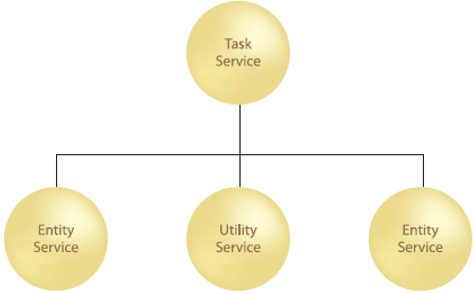 Task
Service
Entity
Service
Utility
Service
Entity
Service